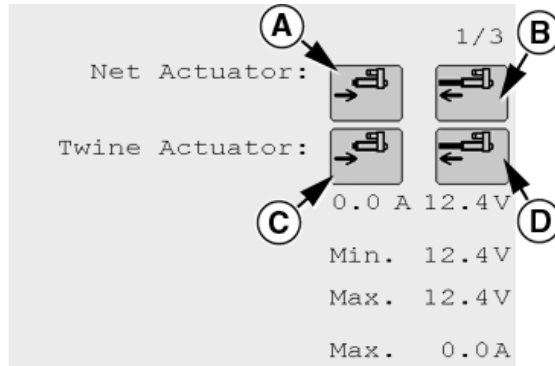 A
1/3
B
Net Actuator:
Twine Actuator:
C
0.0 A 12.4V
D
Min. 12.4V
Max. 12.4V
Max. 0.0A